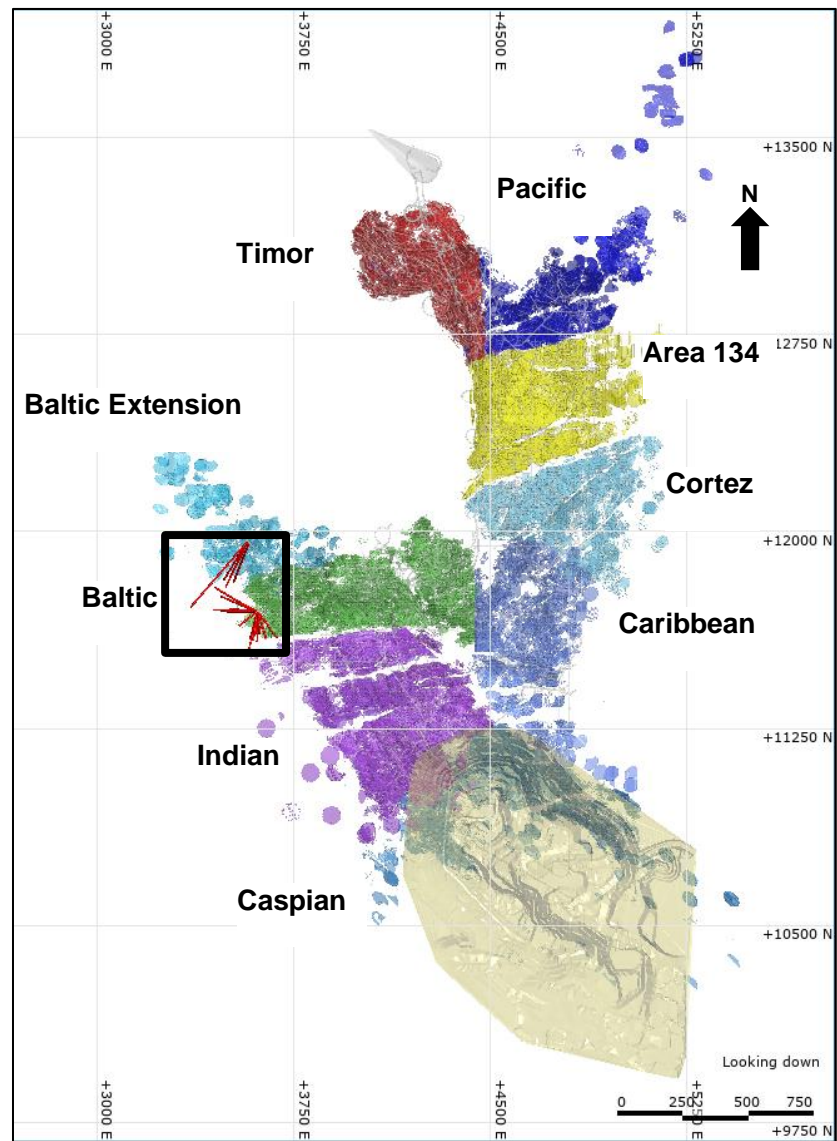 +3000 E
+3750 E
+4500 E
+5250 E
+13500 N
Pacific
N
Timor
12750 N
Area 134
Baltic Extension
Cortez
+12000 N
Baltic
Caribbean
+11250 N
Indian
Caspian
+10500 N
Looking down
+3000 E
+3750 E
+4500 E
+5250 E
0 250 500 750
+9750 N